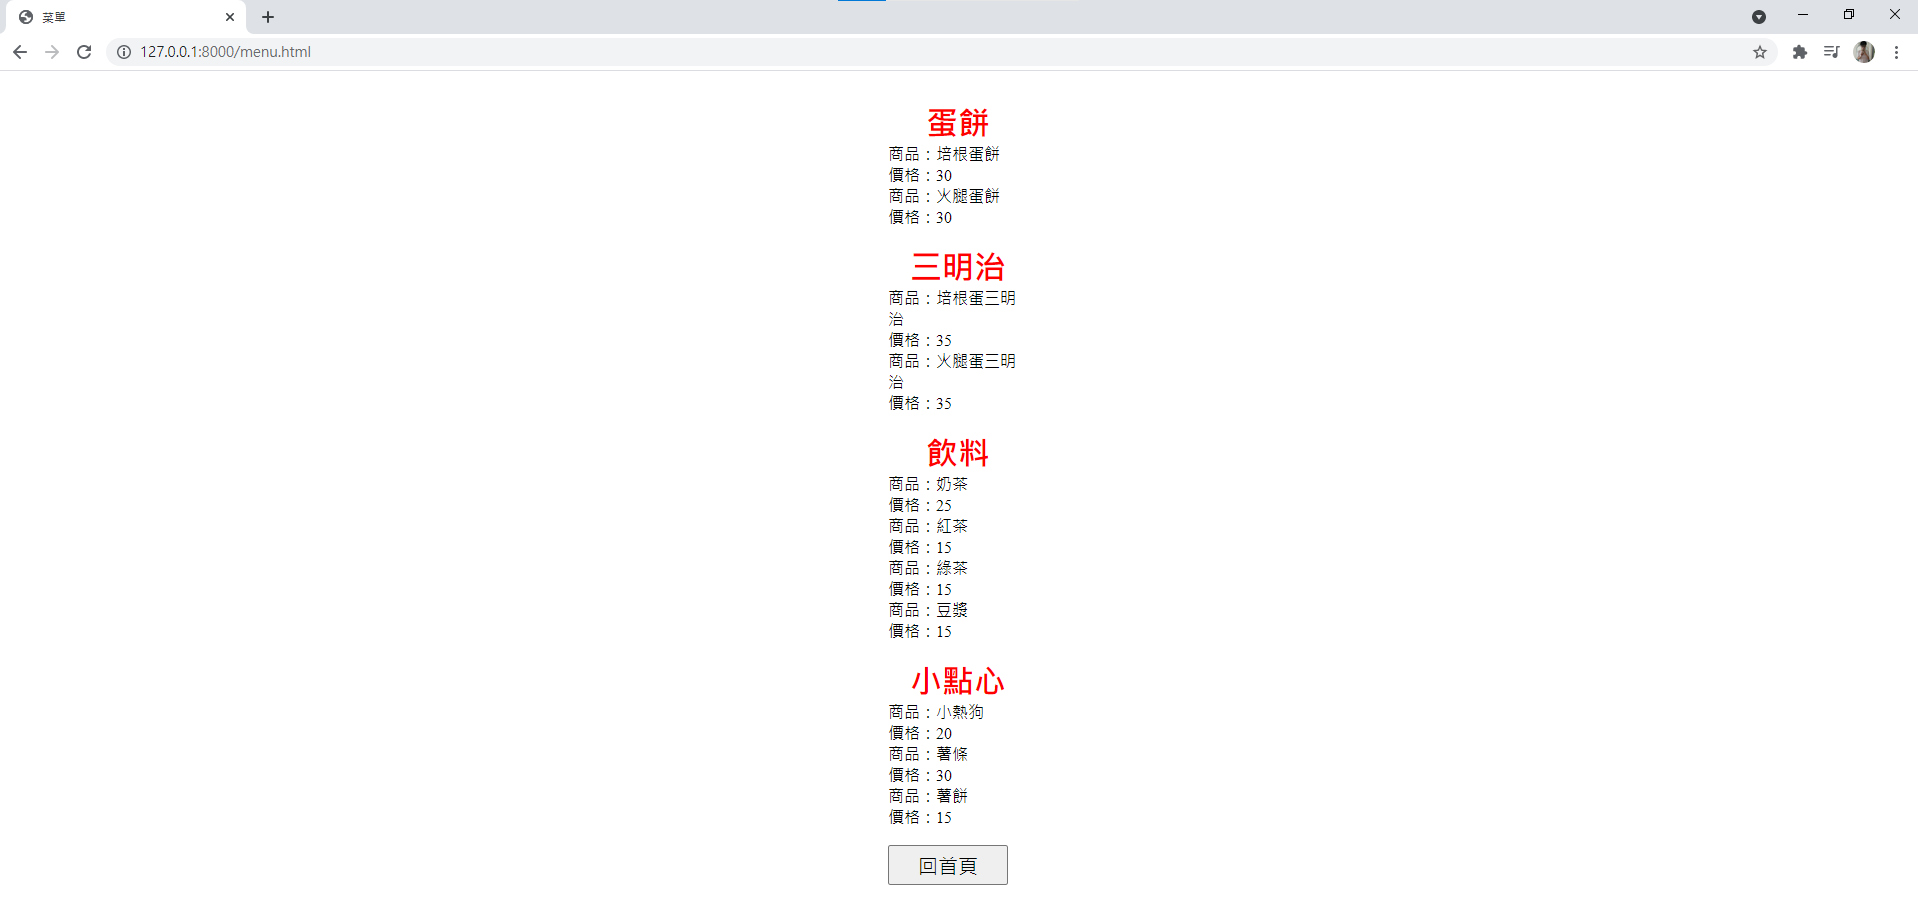 菜單
127.0.0.1:8000/menu.html
蛋餅
商品：培根蛋餅
價格：30
商品：火腿蛋餅
價格：30
三明治
商品：培根蛋三明
治
價格：35
商品：火腿蛋三明
治
價格：35
飲料
商品：奶茶
價格：25
商品：紅茶
價格：15
商品：綠茶
價格：15
商品：豆漿
價格：15
小點心
商品：小熱狗
價格：20
商品：薯條
價格：30
商品：薯餅
價格：15
回首頁